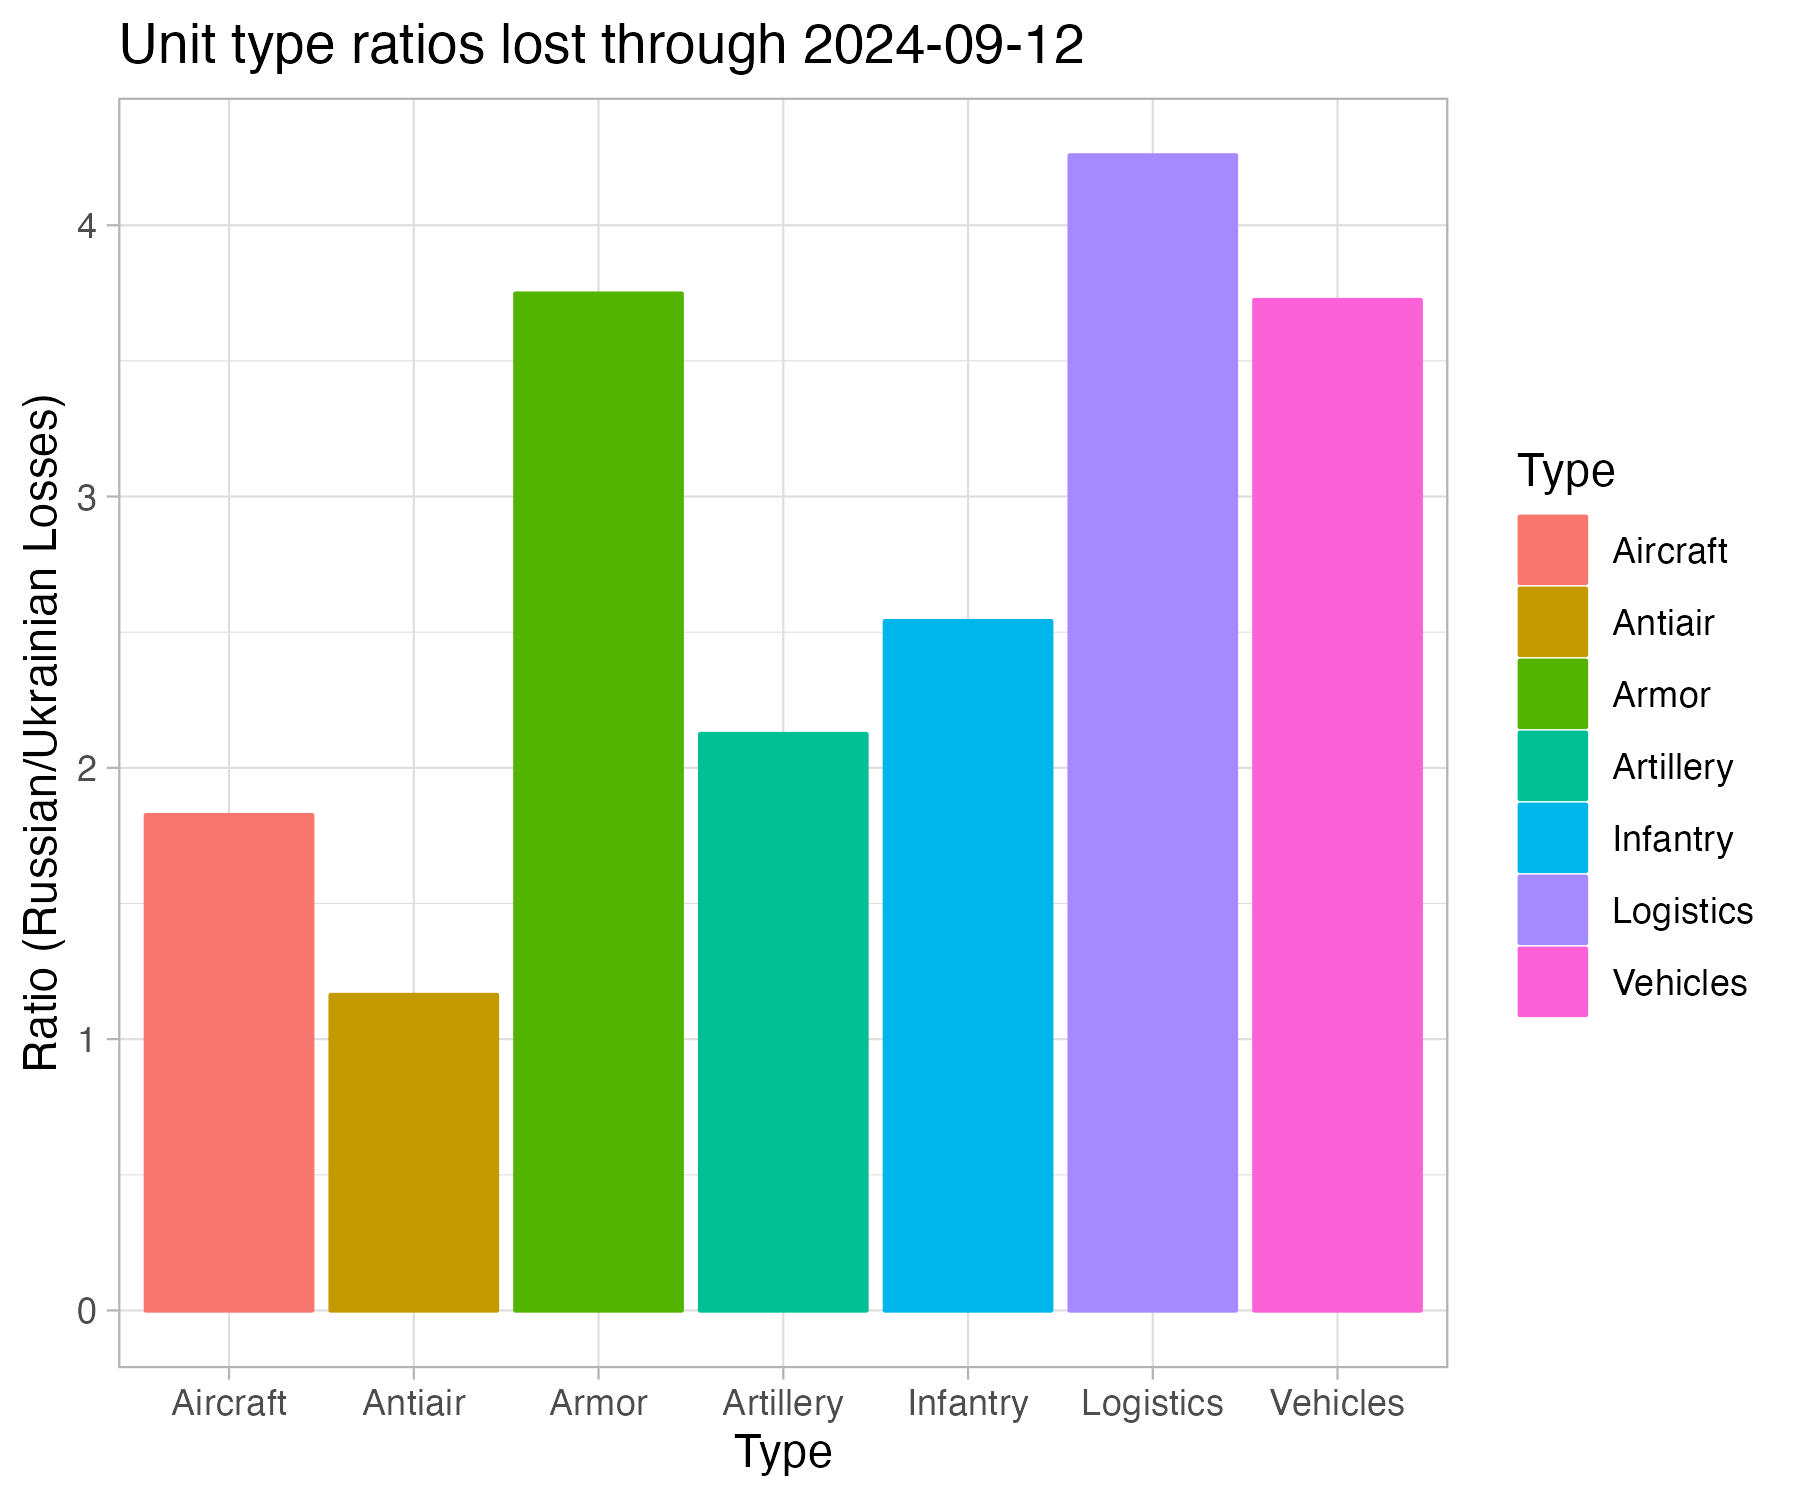 Unit type ratios lost through 2024-09-12
Ratio (Russian/Ukrainian Losses)
4
3
2
1
0
Aircraft Antiair Armor Artillery Infantry Logistics Vehicles
Type
Type
Aircraft
Antiair
Armor
Artillery
Infantry
Logistics
Vehicles